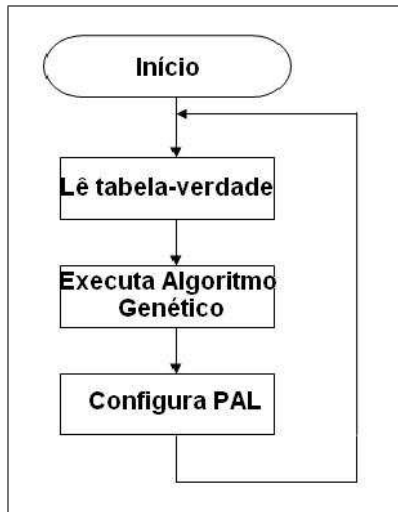 Início
Lê tabela-verdade
Executa Algoritmo
Genético
Configura PAL